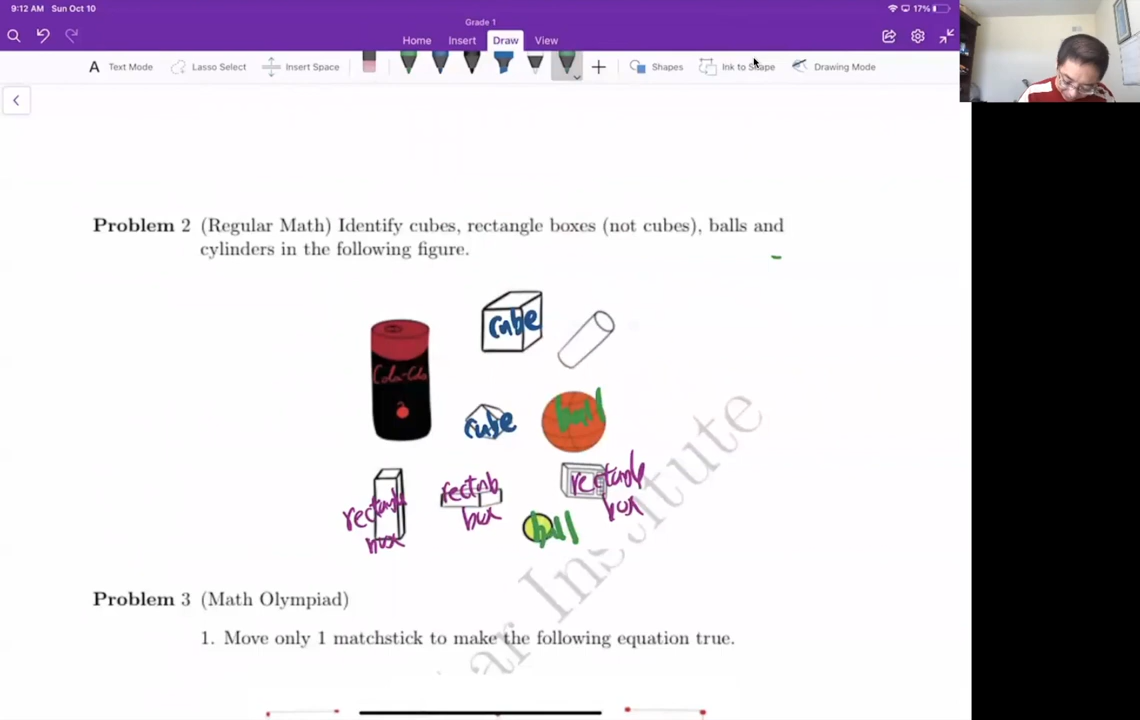 9:12 AM Sun Oct 10
17%
Grade 1
Home Insert Draw View
A Text Mode Lasso Select Insert Space Shapes Ink to Shape Drawing Mode
Problem 2 (Regular Math) Identify cubes, rectangle boxes (not cubes), balls and
cylinders in the following figure.
cube
cube
ball
rectangle
box
box
rectangle
box
ball
Problem 3 (Math Olympiad)
1. Move only 1 matchstick to make the following equation true.
Institute